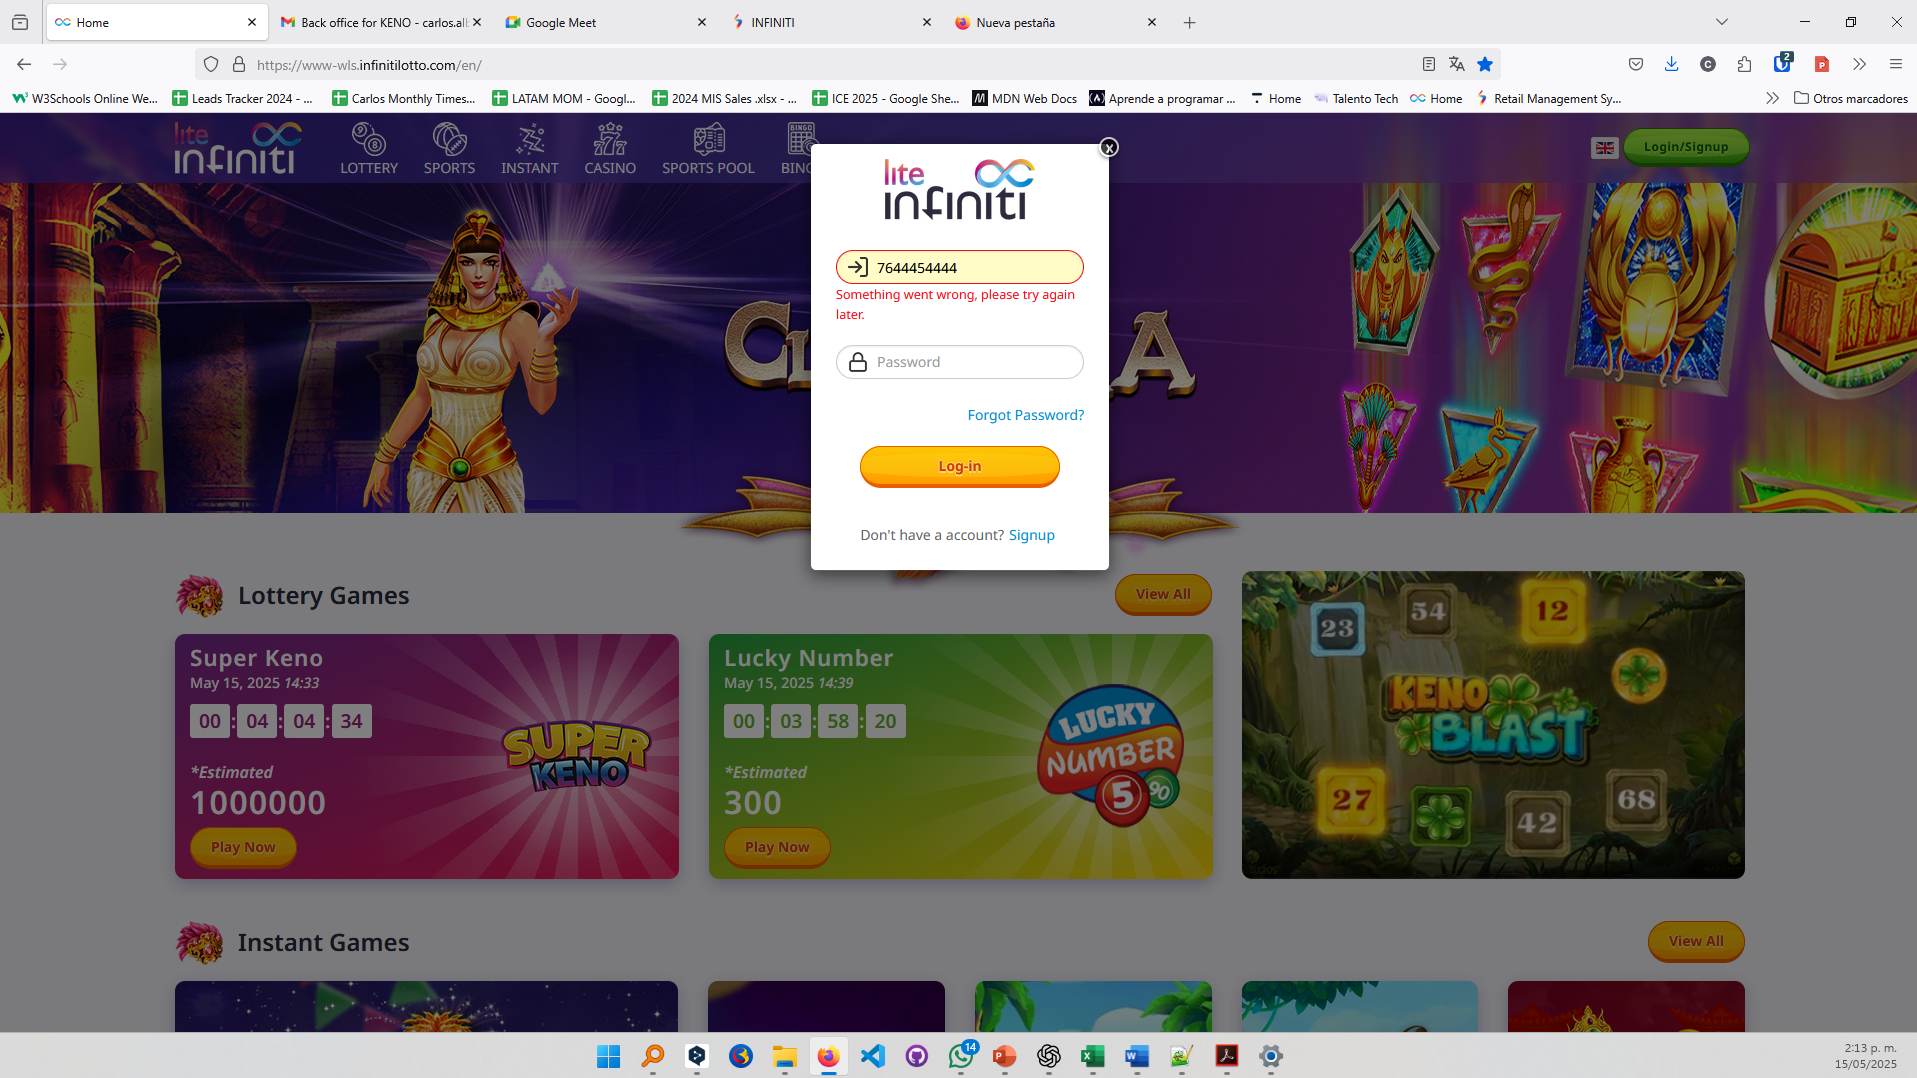 Home
Back office for KENO - carlos.alb
Google Meet
INFINITI
Nueva pestaña
https://www-wls.infinitilotto.com/en/
2
W3Schools Online We...
Leads Tracker 2024 - ...
Carlos Monthly Times...
LATAM MOM - Googl...
2024 MIS Sales .xlsx - ...
ICE 2025 - Google She...
MDN Web Docs
Aprende a programar ...
Home
Talento Tech
Home
Retail Management Sy...
Otros marcadores
lite
infiniti
LOTTERY
SPORTS
INSTANT
CASINO
SPORTS POOL
BINGO
BING
Login/Signup
x
lite
infiniti
7644454444
Something went wrong, please try again
later.
Password
Forgot Password?
Log-in
Don't have a account? Signup
Lottery Games
View All
Super Keno
May 15, 2025 14:33
00 : 04 : 04 : 34
*Estimated
1000000
Play Now
SUPER
KENO
Lucky Number
May 15, 2025 14:39
00 : 03 : 58 : 20
*Estimated
300
Play Now
LUCKY
NUMBER
5
90
23
54
12
KENO
BLAST
27
42
68
Instant Games
View All
14
2:13 p. m.
15/05/2025